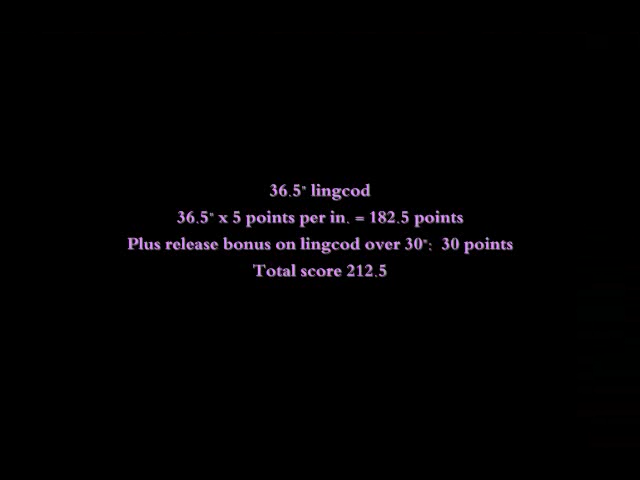 36.5" lingcod
36.5" x 5 points per in. = 182.5 points
Plus release bonus on lingcod over 30":  30 points
Total score 212.5